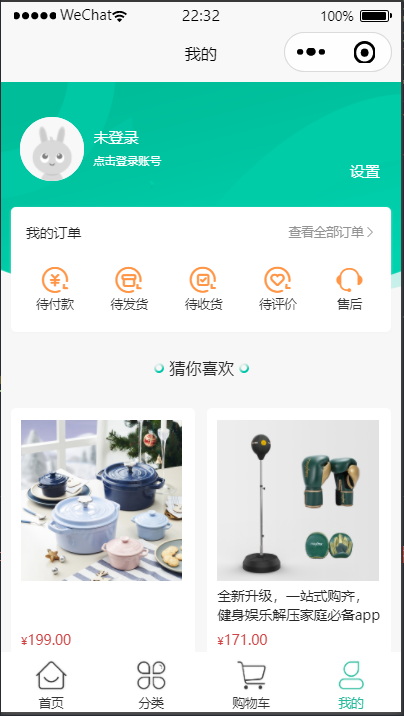 WeChat 22:32 100%
我的
未登录
点击登录账号
设置
我的订单 查看全部订单
待付款 待发货 待收货 待评价 售后
猜你喜欢
全新升级，一站式购齐，
健身娱乐解压家庭必备app
¥199.00 ¥171.00
首页 分类 购物车 我的